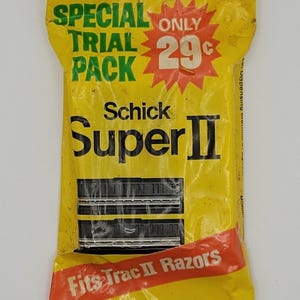 SPECIAL
TRIAL
PACK
ONLY
29¢
Schick
Super II
Fits Trac II Razors